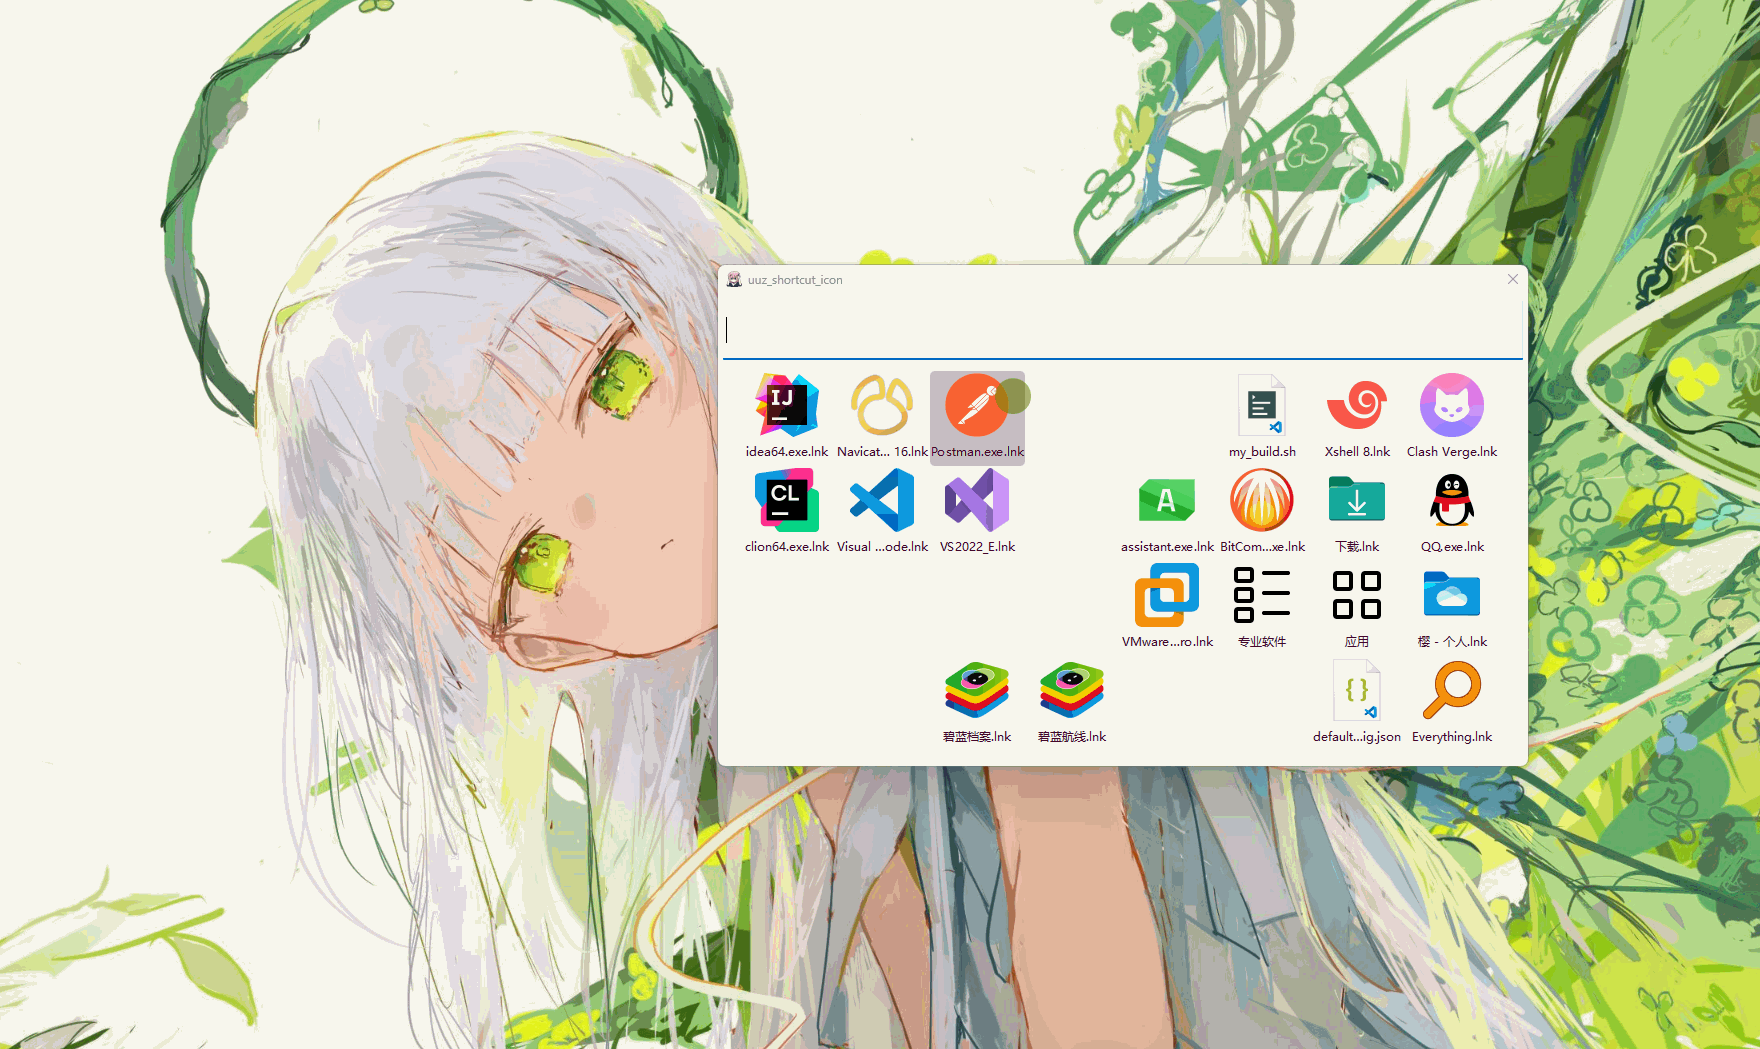 uuz_shortcut_icon
IJ
idea64.exe.lnk
Navicat... 16.lnk
Postman.exe.lnk
my_build.sh
Xshell 8.lnk
Clash Verge.lnk
CL
A
clion64.exe.lnk
Visual ...ode.lnk
VS2022_E.lnk
assistant.exe.lnk
BitCom...xe.lnk
下载.lnk
QQ.exe.lnk
VMware...ro.lnk
专业软件
应用
樱 - 个人.lnk
{ }
碧蓝档案.lnk
碧蓝航线.lnk
default...ig.json
Everything.lnk